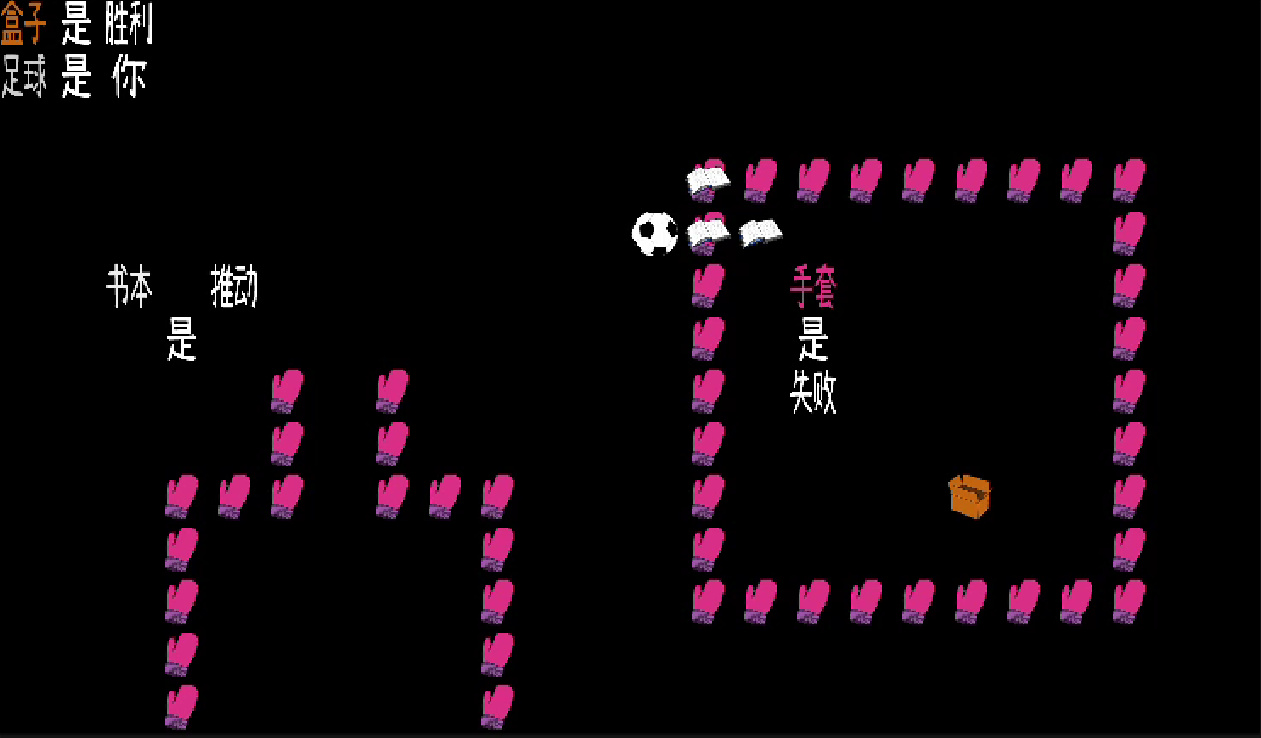 盒子 是 胜利
足球 是 你
书本 推动
是
手套
是
失败